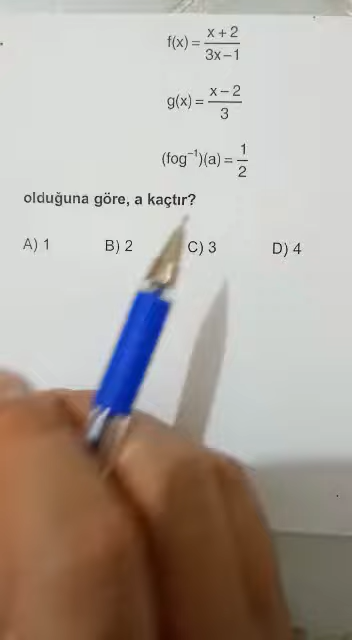 f(x) = x + 2 / 3x − 1
g(x) = x − 2 / 3
(fog⁻¹)(a) = 1 / 2
olduğuna göre, a kaçtır?
A) 1 B) 2 C) 3 D) 4